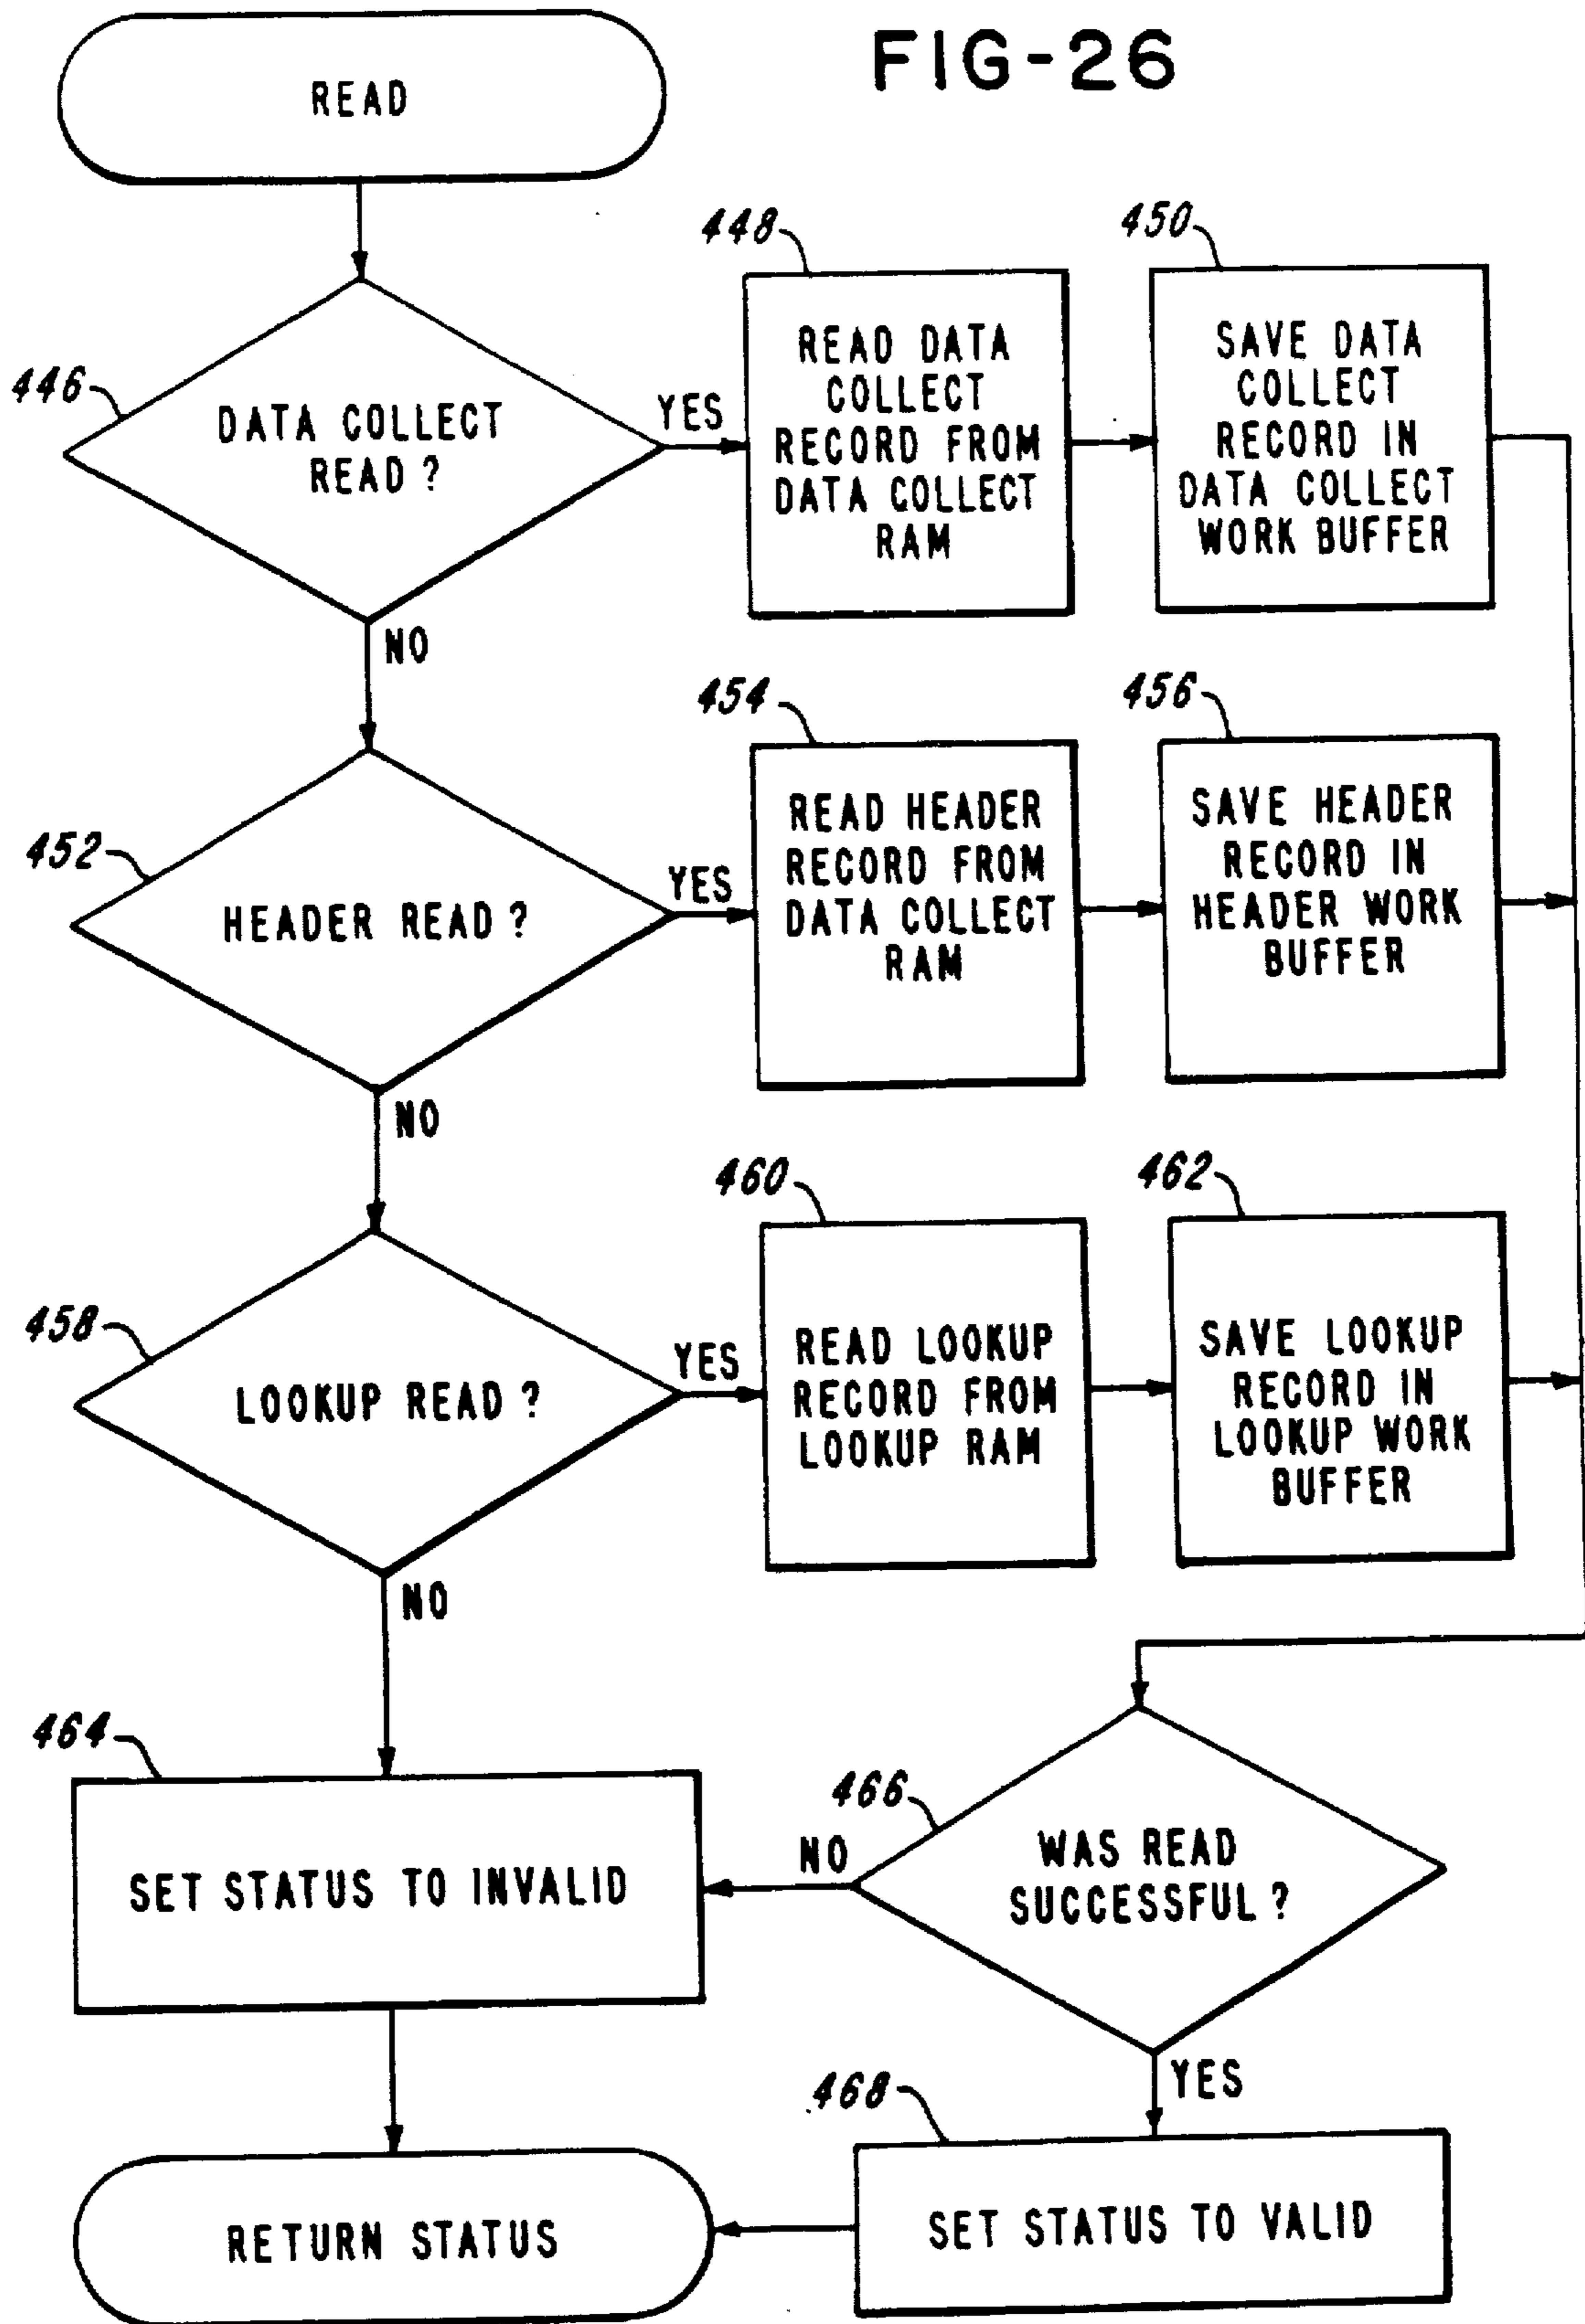 FIG-26
READ
448
450
READ DATA
COLLECT
RECORD FROM
DATA COLLECT
RAM
SAVE DATA
COLLECT
RECORD IN
DATA COLLECT
WORK BUFFER
446
DATA COLLECT
READ?
YES
NO
454
456
READ HEADER
RECORD FROM
DATA COLLECT
RAM
SAVE HEADER
RECORD IN
HEADER WORK
BUFFER
452
HEADER READ?
YES
NO
460
462
READ LOOKUP
RECORD FROM
LOOKUP RAM
SAVE LOOKUP
RECORD IN
LOOKUP WORK
BUFFER
458
LOOKUP READ?
YES
NO
464
SET STATUS TO INVALID
466
NO
WAS READ
SUCCESSFUL?
YES
468
SET STATUS TO VALID
RETURN STATUS